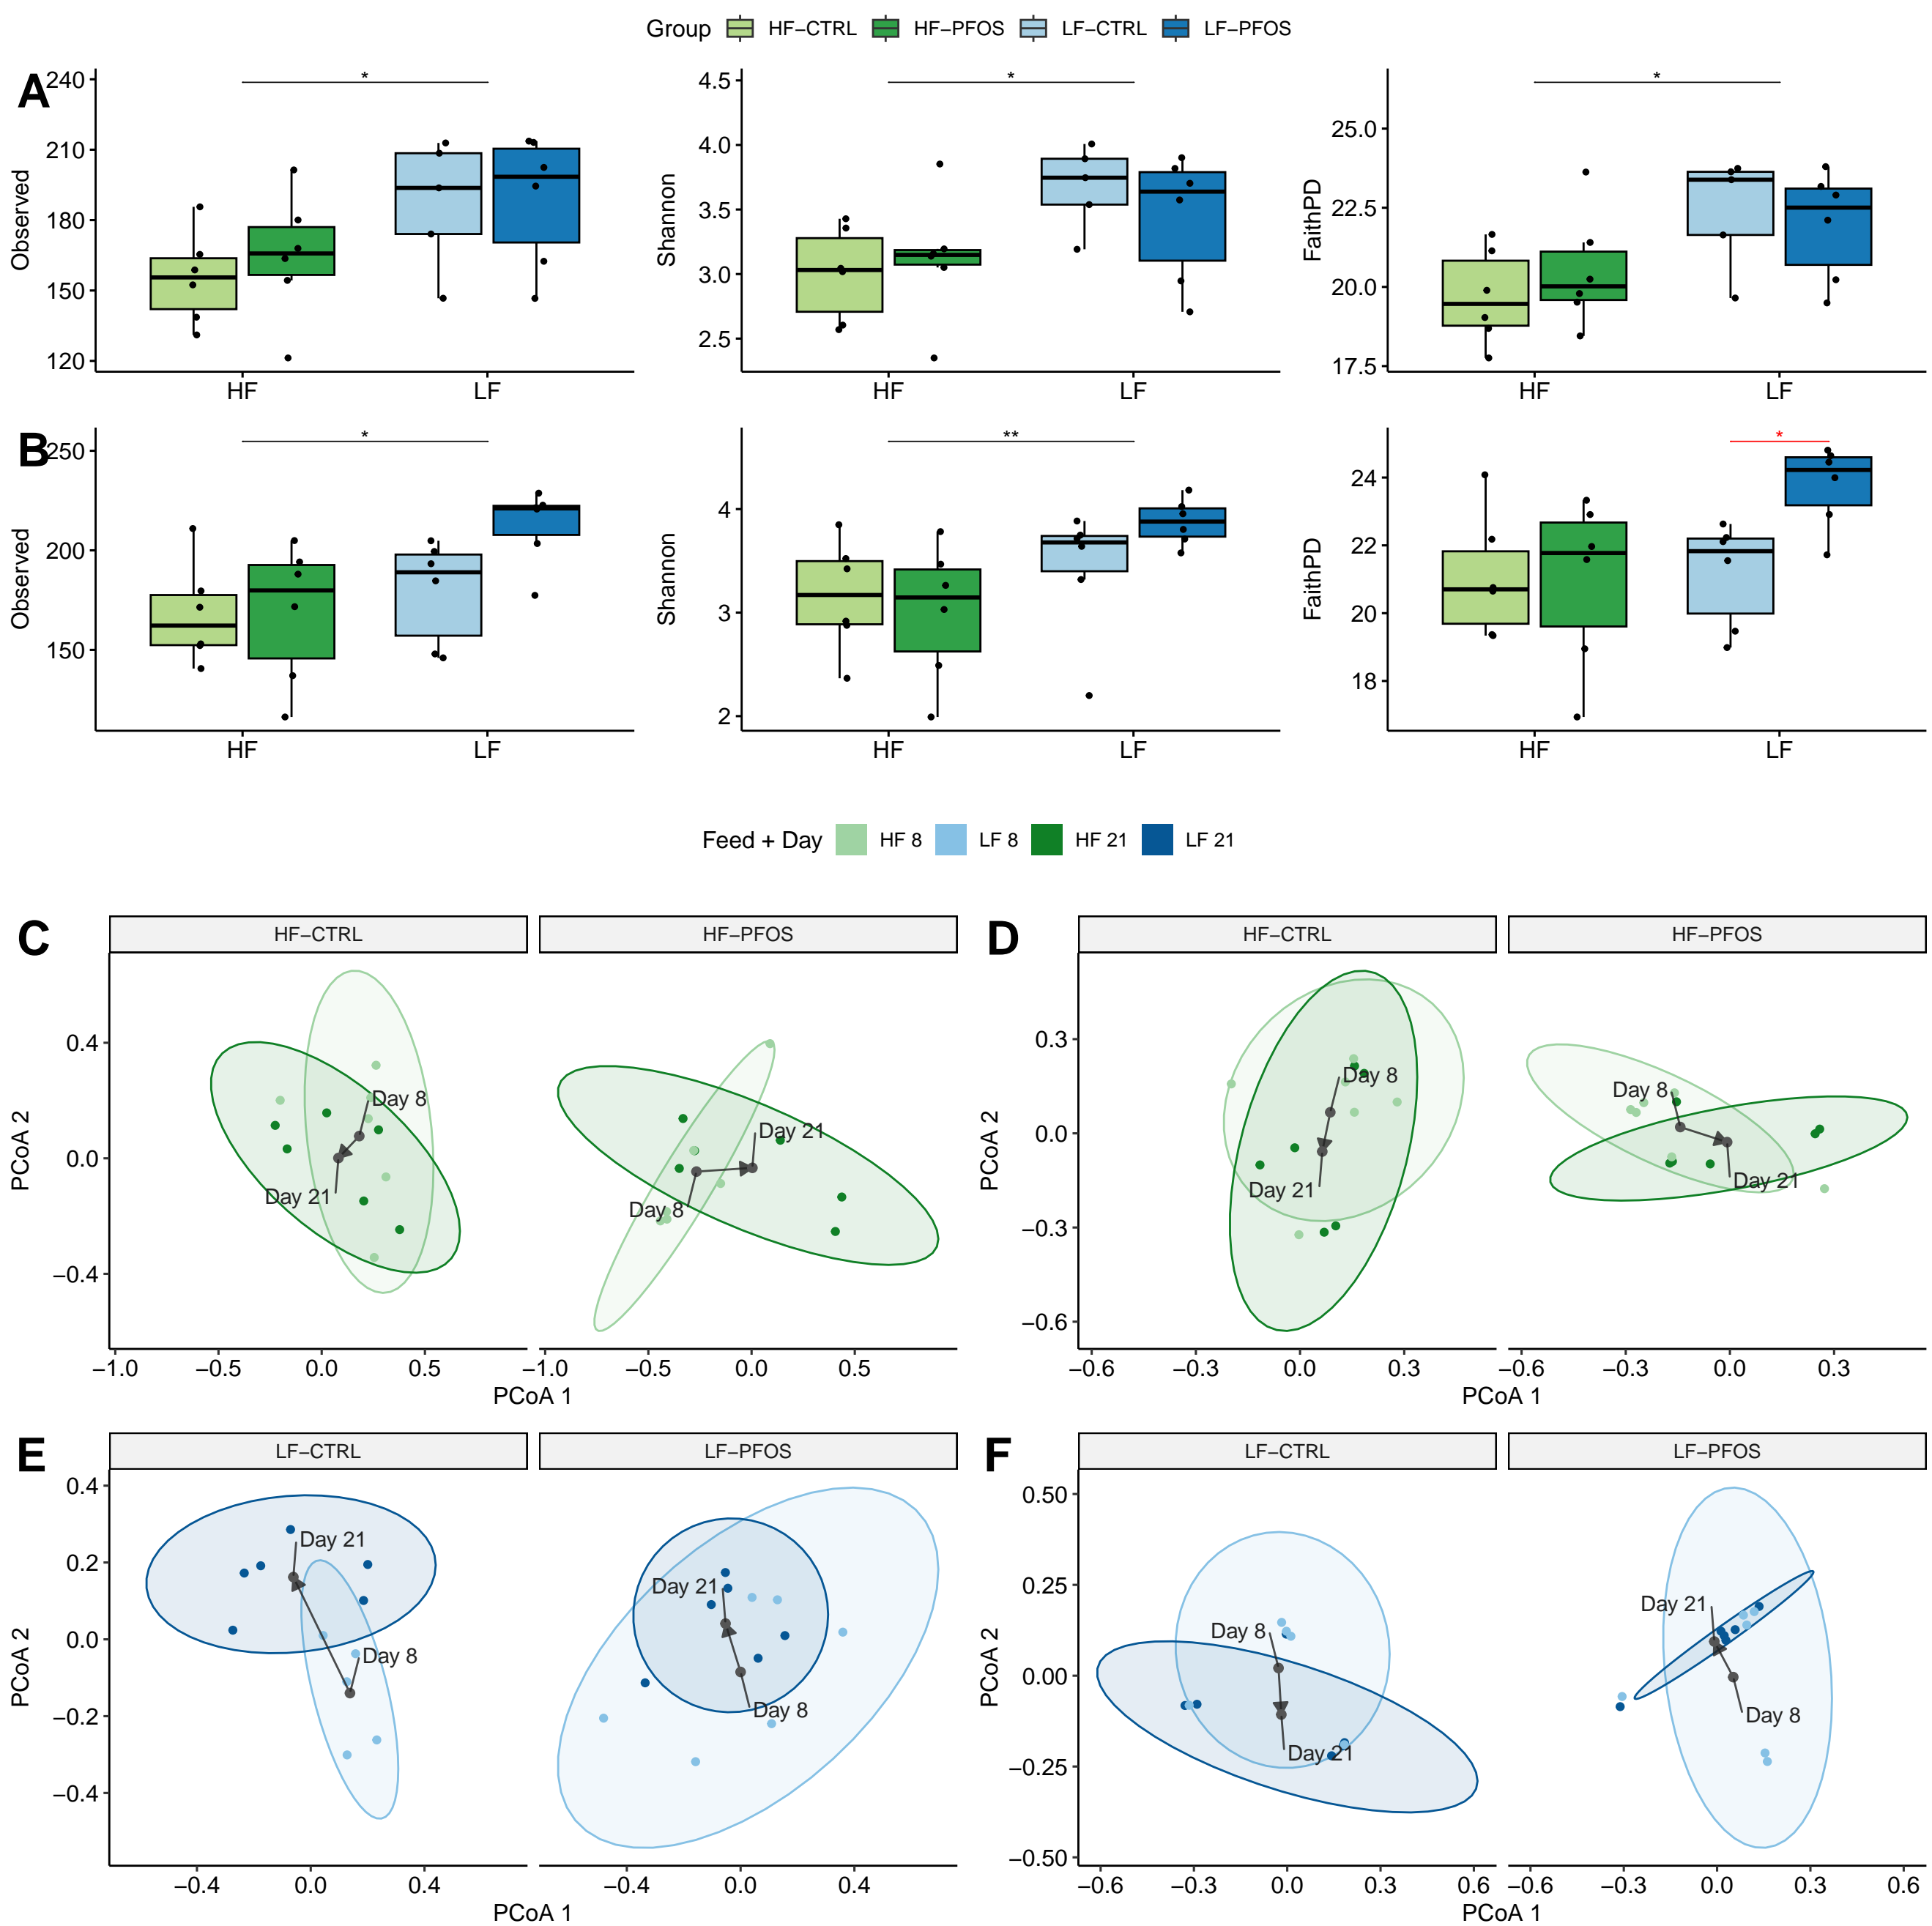 Group HF−CTRL HF−PFOS LF−CTRL LF−PFOS
A
240
210
180
150
120
Observed
*
HF LF
4.5
4.0
3.5
3.0
2.5
Shannon
*
HF LF
25.0
22.5
20.0
17.5
FaithPD
*
HF LF
B
250
200
150
Observed
*
HF LF
4
3
2
Shannon
**
HF LF
24
22
20
18
FaithPD
*
HF LF
Feed + Day HF 8 LF 8 HF 21 LF 21
C
HF−CTRL HF−PFOS
0.4
0.0
−0.4
PCoA 2
Day 8
Day 21
Day 21
Day 8
−1.0 −0.5 0.0 0.5 −1.0 −0.5 0.0 0.5
PCoA 1
D
HF−CTRL HF−PFOS
0.3
0.0
−0.3
−0.6
PCoA 2
Day 8
Day 21
Day 8
Day 21
−0.6 −0.3 0.0 0.3 −0.6 −0.3 0.0 0.3
PCoA 1
E
LF−CTRL LF−PFOS
0.4
0.2
0.0
−0.2
−0.4
PCoA 2
Day 21
Day 8
Day 21
Day 8
−0.4 0.0 0.4 −0.4 0.0 0.4
PCoA 1
F
LF−CTRL LF−PFOS
0.50
0.25
0.00
−0.25
−0.50
PCoA 2
Day 8
Day 21
Day 21
Day 8
−0.6 −0.3 0.0 0.3 0.6 −0.6 −0.3 0.0 0.3 0.6
PCoA 1